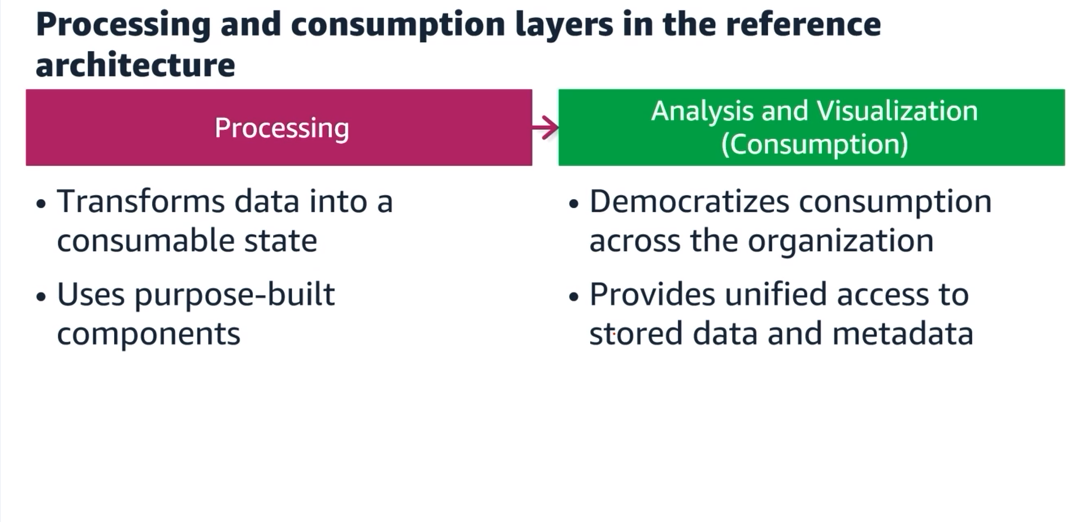 Processing and consumption layers in the reference
architecture
Processing
Analysis and Visualization
(Consumption)
• Transforms data into a
consumable state
• Uses purpose-built
components
• Democratizes consumption
across the organization
• Provides unified access to
stored data and metadata